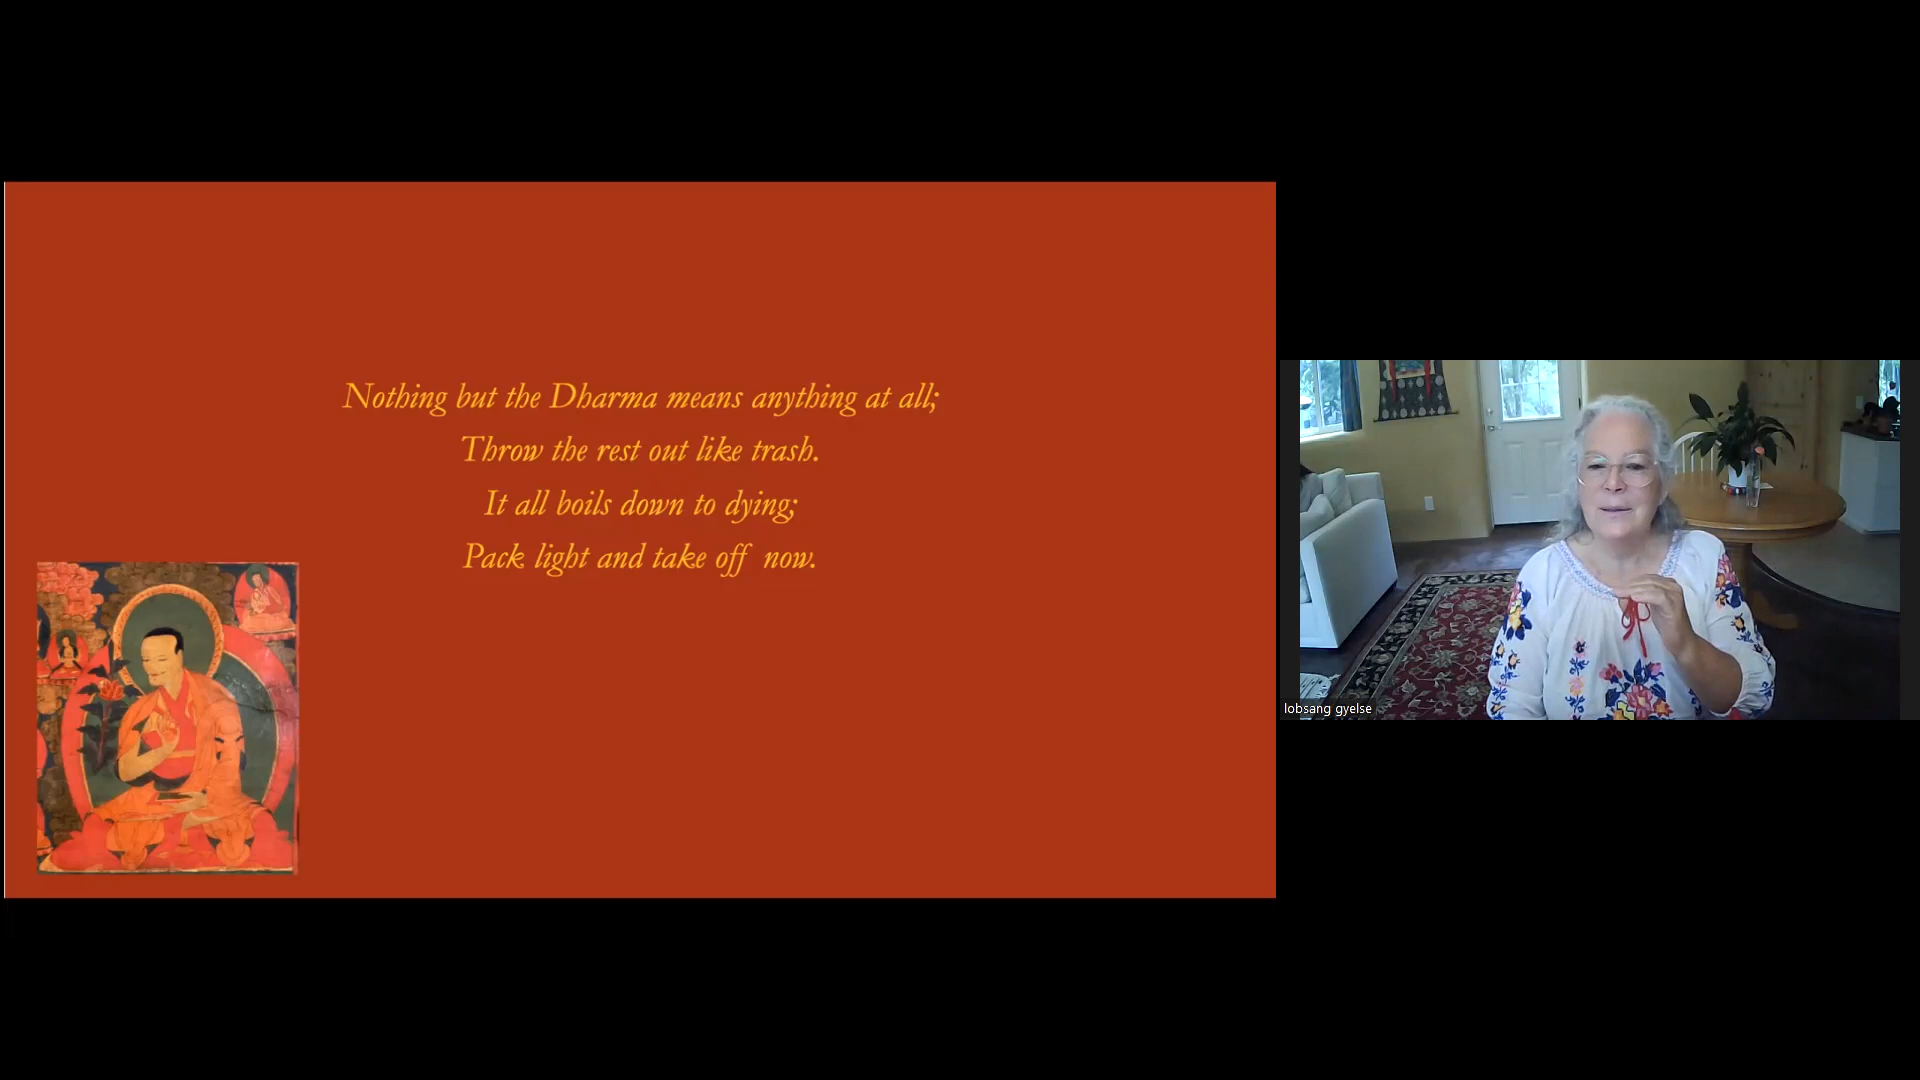 Nothing but the Dharma means anything at all;
Throw the rest out like trash.
It all boils down to dying;
Pack light and take off now.
lobsang gyelse